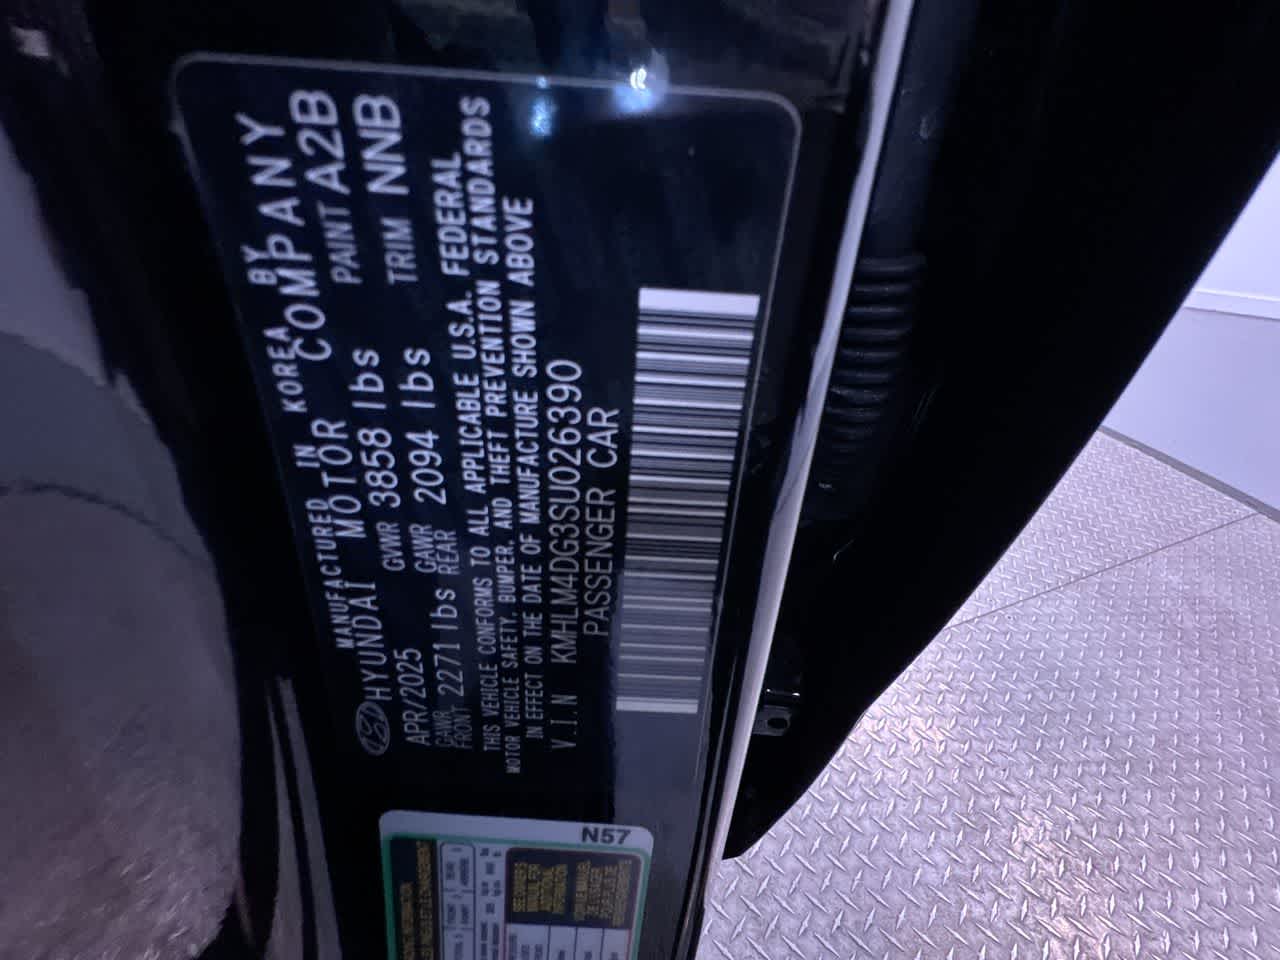 MANUFACTURED IN KOREA BY
HYUNDAI MOTOR COMPANY
APR/2025 GVWR 3858 lbs PAINT A2B
GAWR FRONT 2271 lbs GAWR REAR 2094 lbs TRIM NNB
THIS VEHICLE CONFORMS TO ALL APPLICABLE U.S.A. FEDERAL
MOTOR VEHICLE SAFETY, BUMPER, AND THEFT PREVENTION STANDARDS
IN EFFECT ON THE DATE OF MANUFACTURE SHOWN ABOVE
V.I.N KMHLM4DG3SU026390
PASSENGER CAR
N57